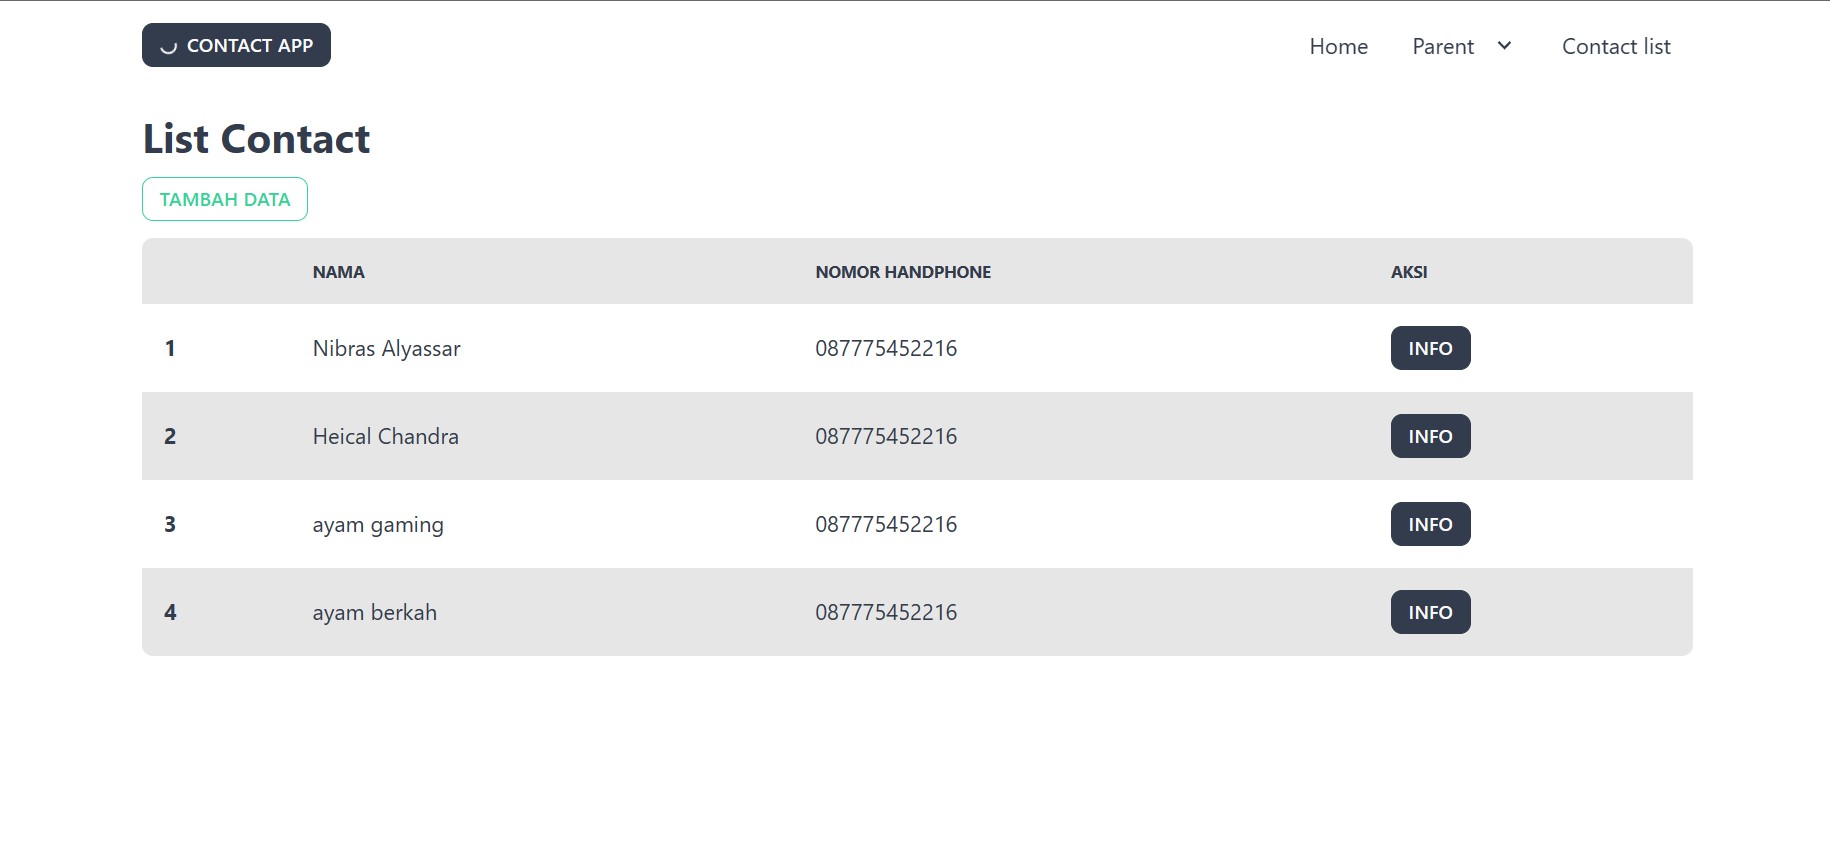 CONTACT APP Home Parent Contact list
List Contact
TAMBAH DATA
NAMA NOMOR HANDPHONE AKSI
1 Nibras Alyassar 087775452216 INFO
2 Heical Chandra 087775452216 INFO
3 ayam gaming 087775452216 INFO
4 ayam berkah 087775452216 INFO